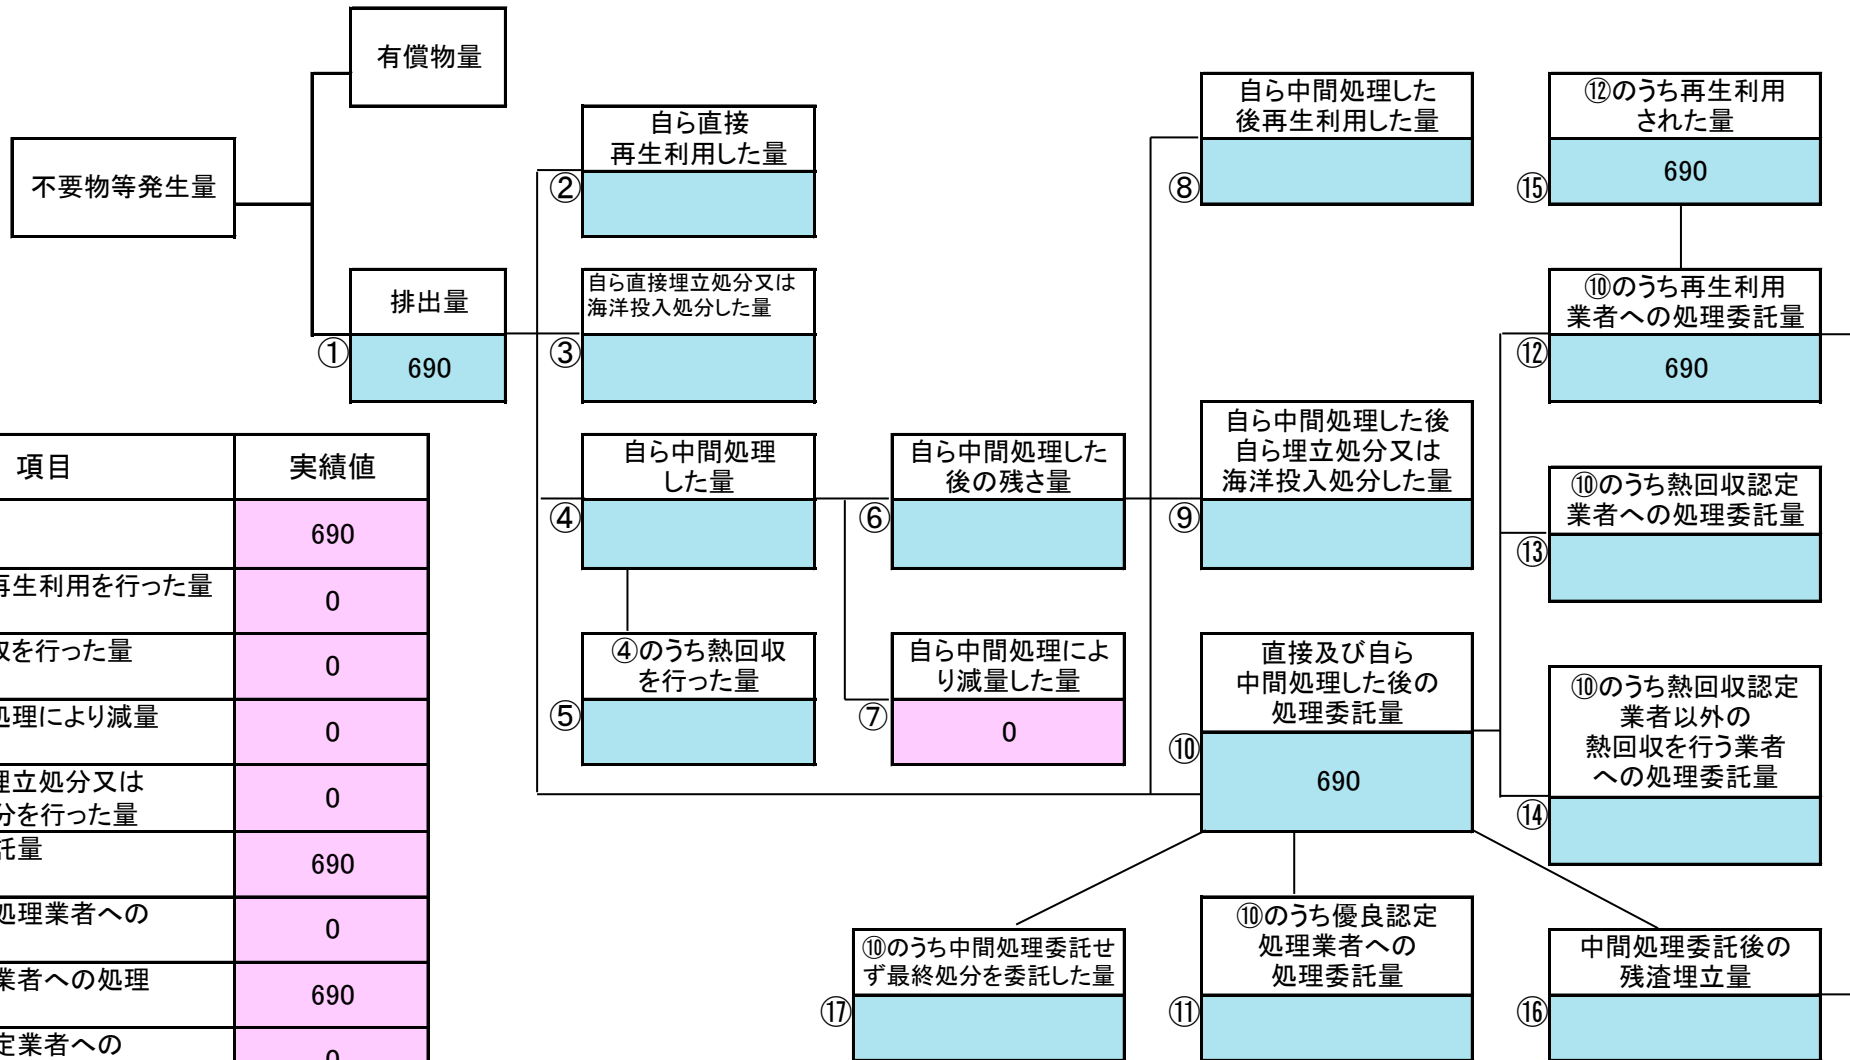 有償物量
不要物等発生量
排出量
①
690
自ら直接
再生利用した量
②
自ら直接埋立処分又は
海洋投入処分した量
③
自ら中間処理
した量
④
④のうち熱回収
を行った量
⑤
自ら中間処理した
後の残さ量
⑥
自ら中間処理によ
り減量した量
⑦
0
自ら中間処理した
後再生利用した量
⑧
自ら中間処理した後
自ら埋立処分又は
海洋投入処分した量
⑨
直接及び自ら
中間処理した後の
処理委託量
⑩
690
⑩のうち優良認定
処理業者への
処理委託量
⑪
⑫のうち再生利用
された量
⑮
690
⑩のうち再生利用
業者への処理委託量
⑫
690
⑩のうち熱回収認定
業者への処理委託量
⑬
⑩のうち熱回収認定
業者以外の
熱回収を行う業者
への処理委託量
⑭
中間処理委託後の
残渣埋立量
⑯
⑩のうち中間処理委託せ
ず最終処分を委託した量
⑰
項目
実績値
690
再生利用を行った量
0
収を行った量
0
処理により減量
0
埋立処分又は
分を行った量
0
託量
690
処理業者への
0
業者への処理
690
定業者への
0